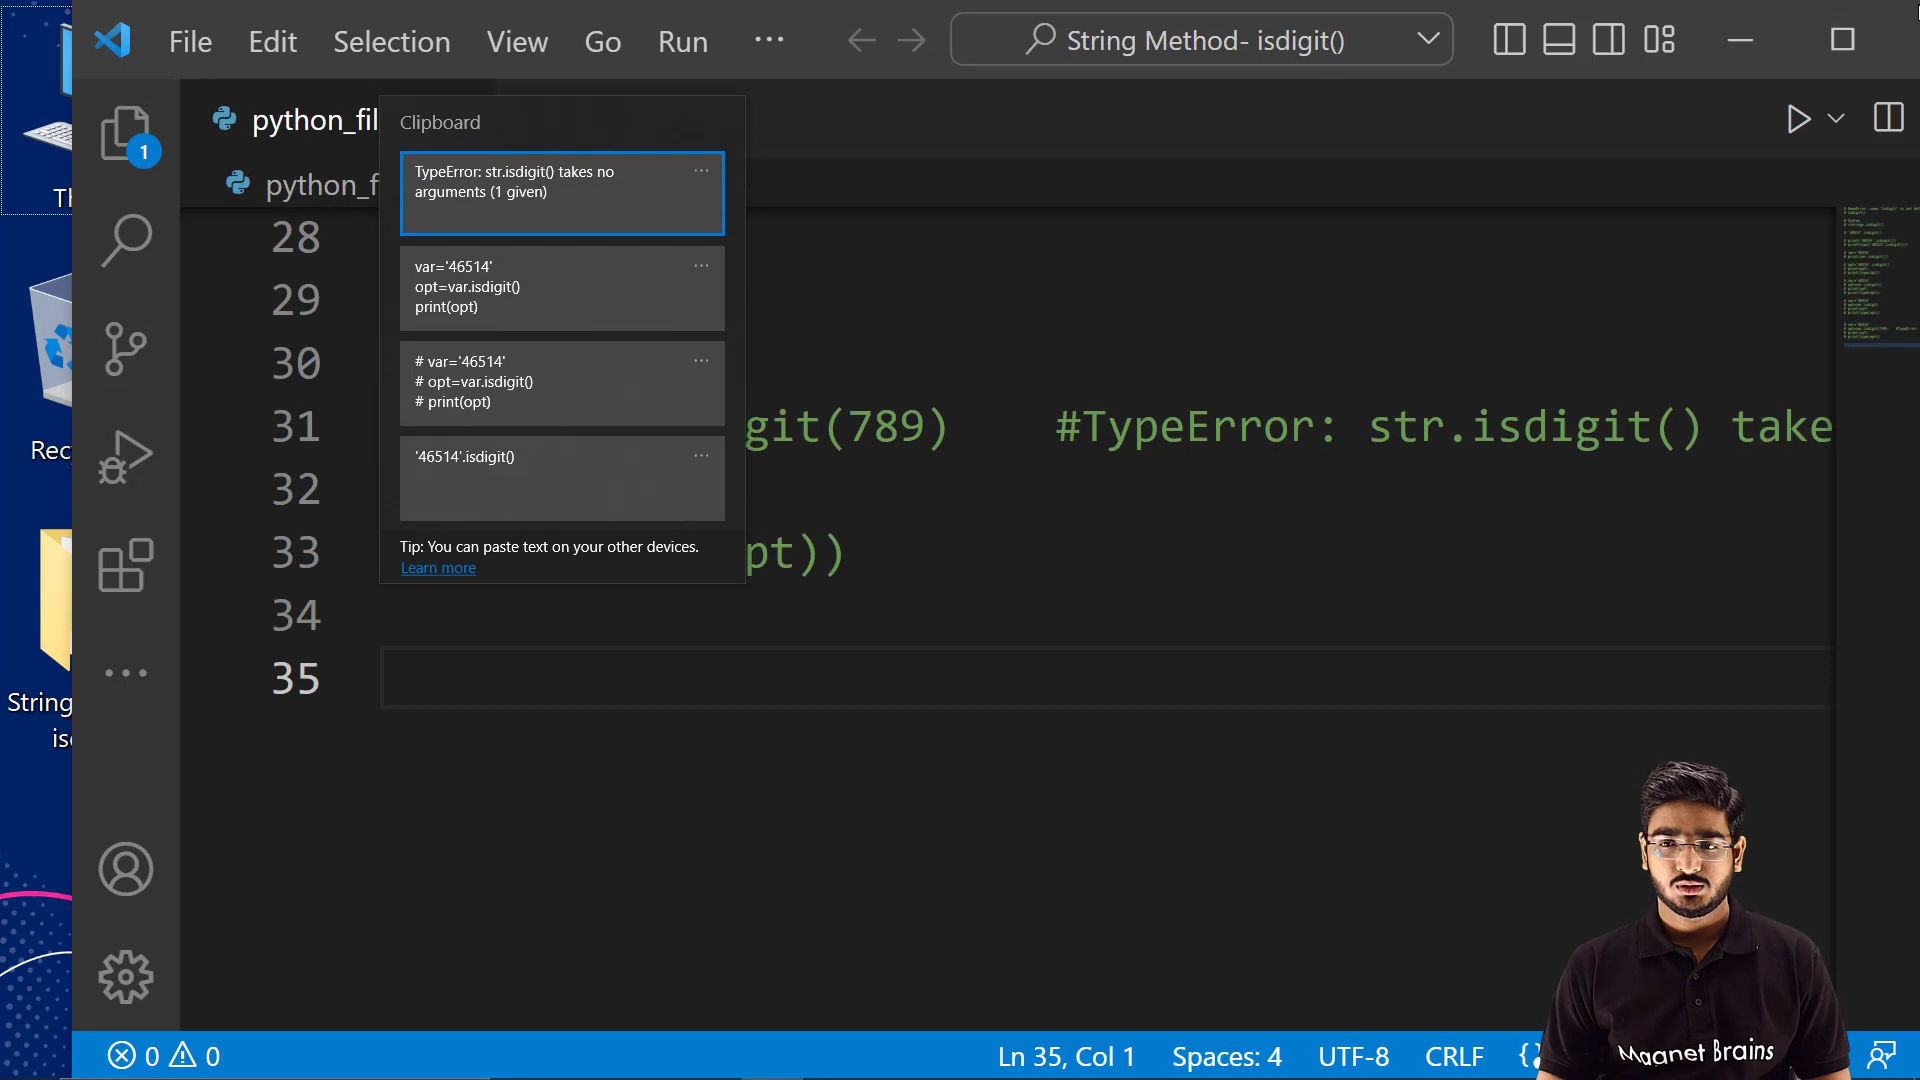 File Edit Selection View Go Run ...
String Method- isdigit()
python_fil
Clipboard
1
TypeError: str.isdigit() takes no
arguments (1 given)
python_f
28
var='46514'
opt=var.isdigit()
print(opt)
29
30
# var='46514'
# opt=var.isdigit()
# print(opt)
31 git(789) #TypeError: str.isdigit() take
'46514'.isdigit()
32
33 pt))
Tip: You can paste text on your other devices.
Learn more
34
35
Th
Rec
String
is
0 0
Ln 35, Col 1 Spaces: 4 UTF-8 CRLF {
Magnet Brains